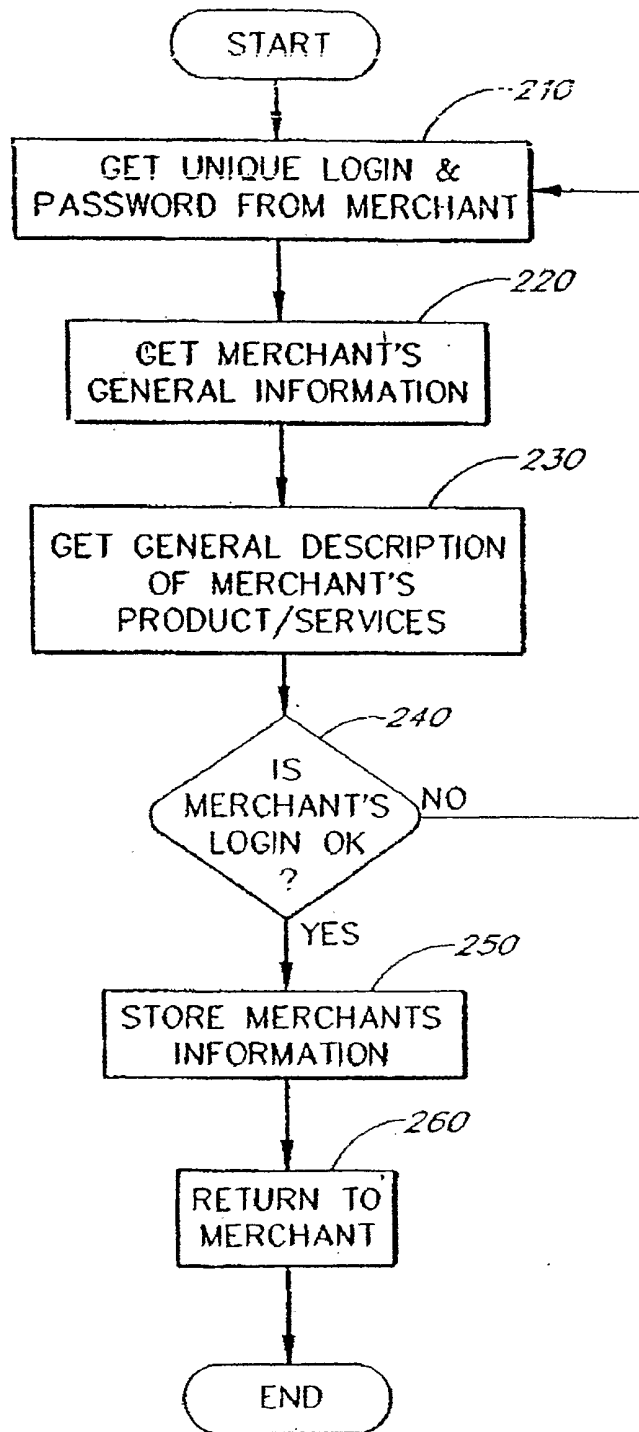 START
210
GET UNIQUE LOGIN &
PASSWORD FROM MERCHANT
220
GET MERCHANT'S
GENERAL INFORMATION
230
GET GENERAL DESCRIPTION
OF MERCHANT'S
PRODUCT/SERVICES
240
IS
MERCHANT'S
LOGIN OK
?
NO
YES
250
STORE MERCHANTS
INFORMATION
260
RETURN TO
MERCHANT
END